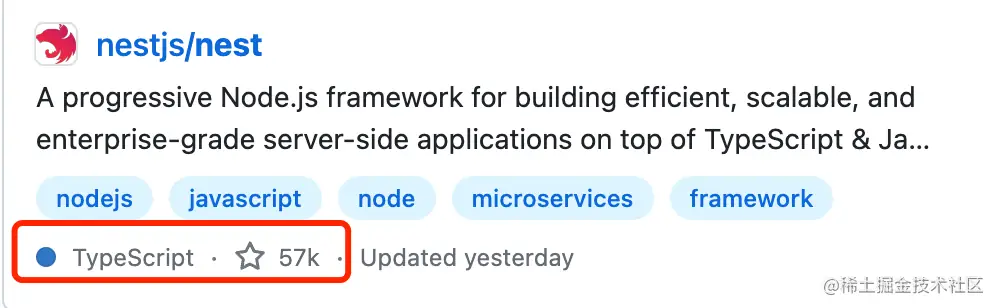 nestjs/nest
A progressive Node.js framework for building efficient, scalable, and
enterprise-grade server-side applications on top of TypeScript & Ja...
nodejs javascript node microservices framework
TypeScript · 57k · Updated yesterday
@稀土掘金技术社区